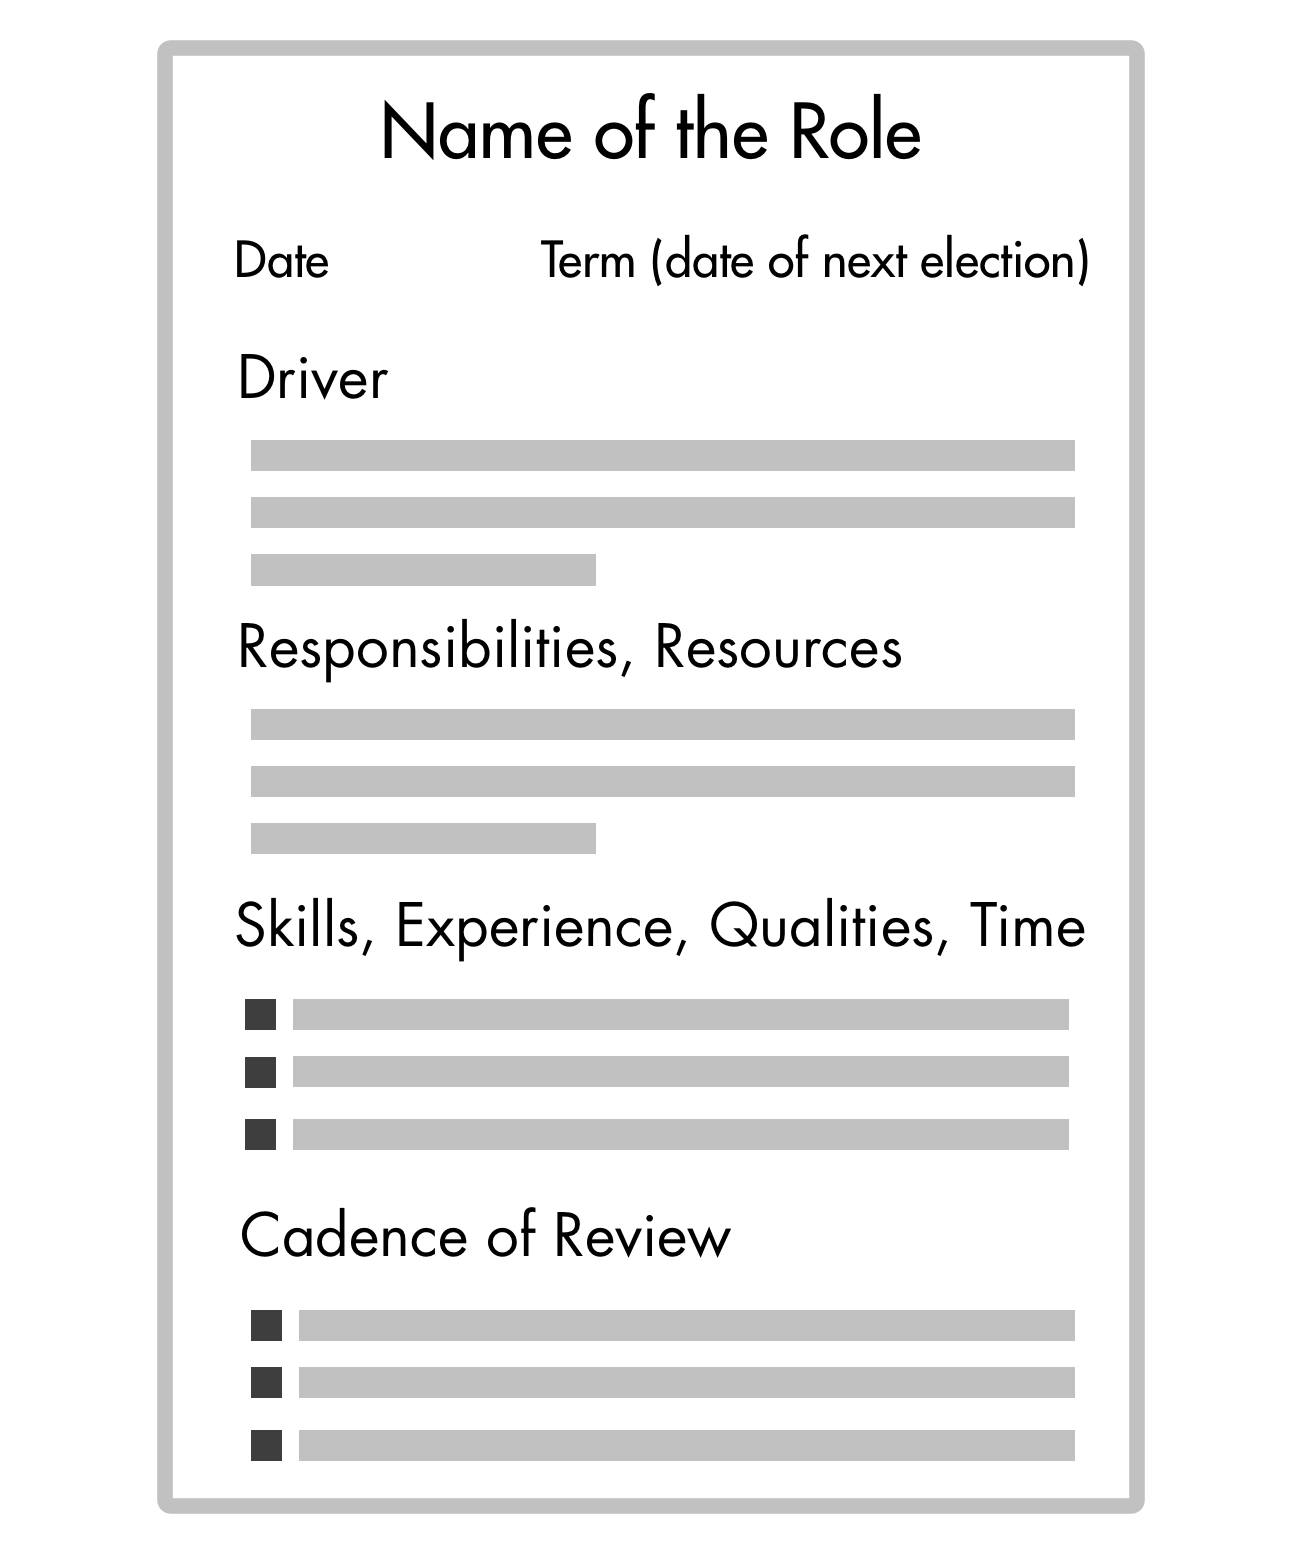 Name of the Role
Date Term (date of next election)
Driver
Responsibilities, Resources
Skills, Experience, Qualities, Time
Cadence of Review